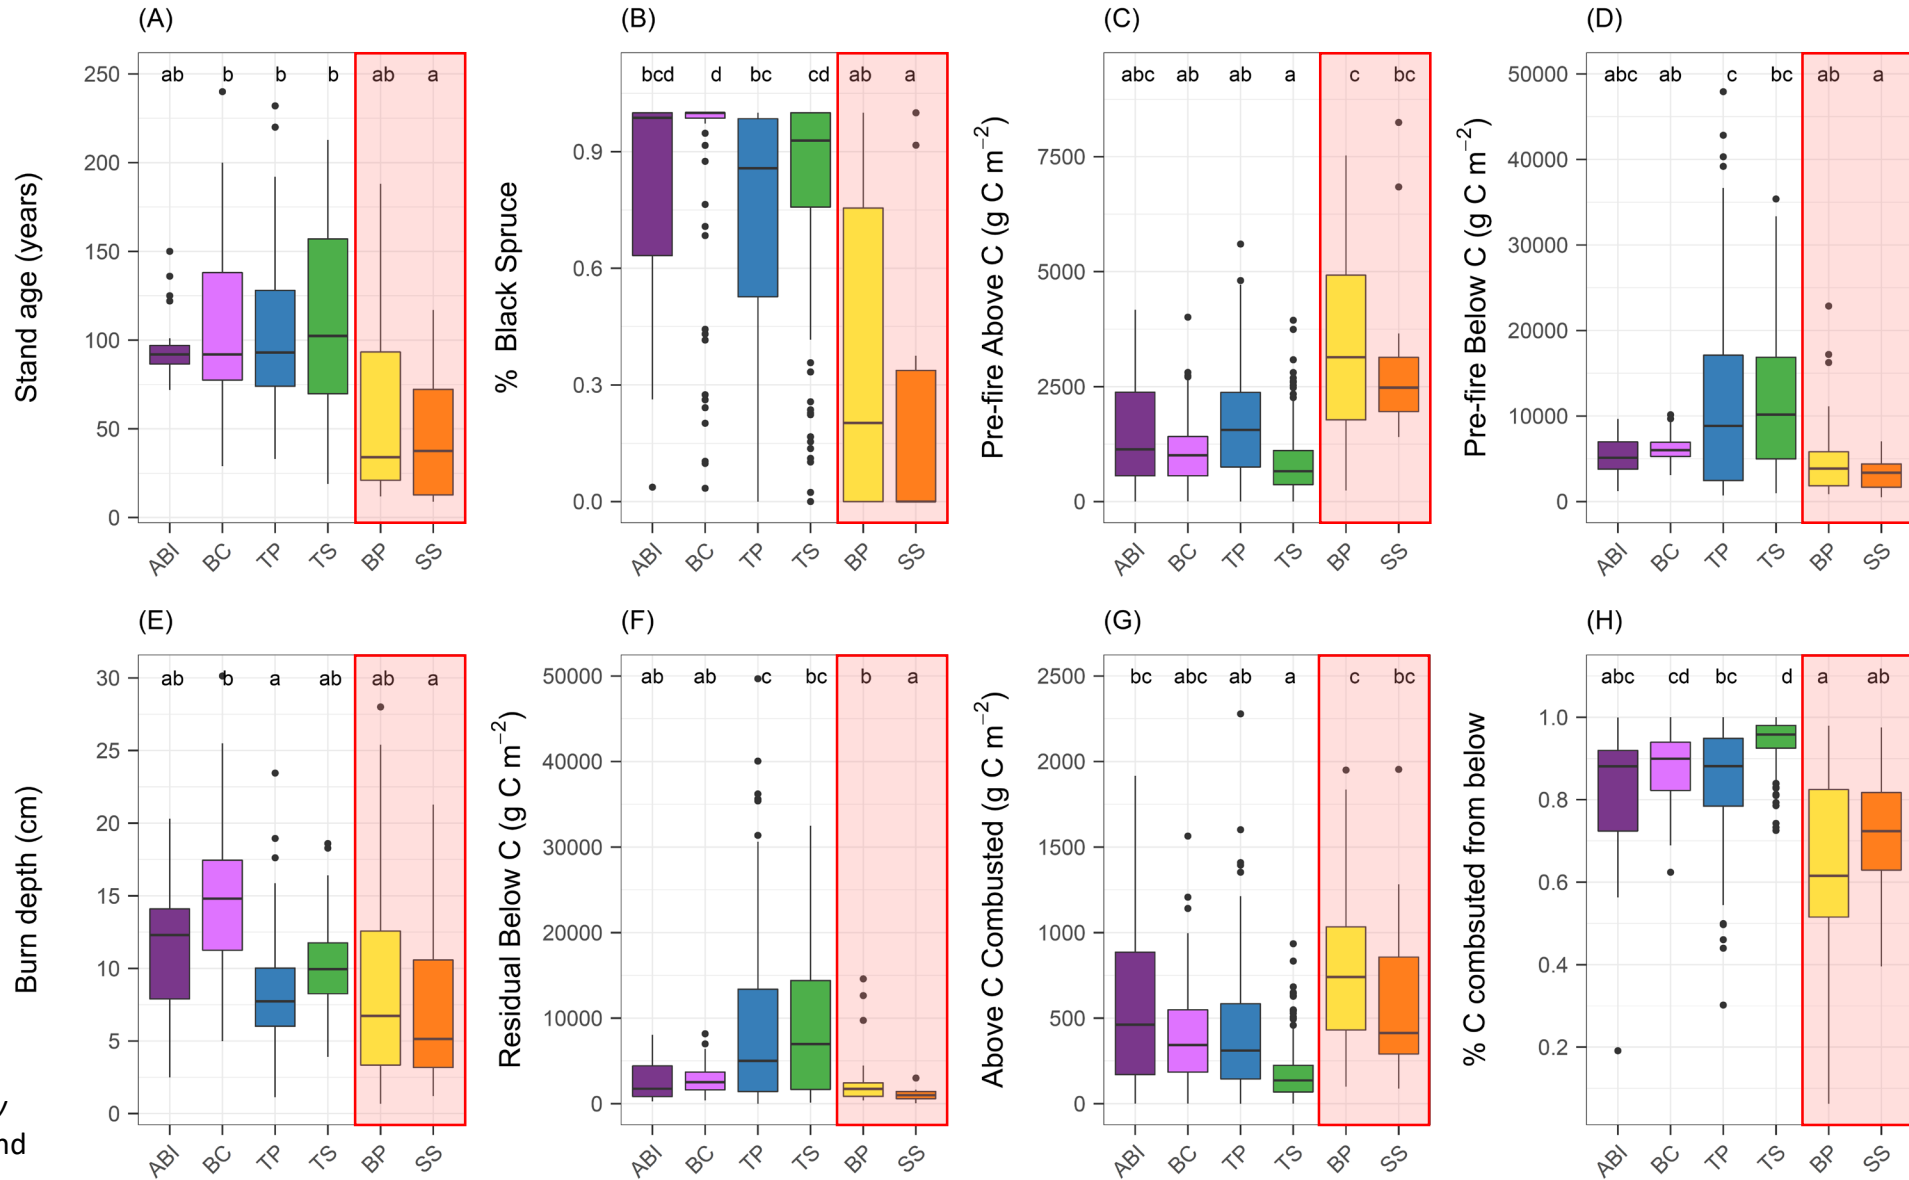 (A)
(B)
(C)
(D)
Stand age (years)
250
200
150
100
50
0
ab b b b ab a
ABI BC TP TS BP SS
% Black Spruce
0.9
0.6
0.3
0.0
bcd d bc cd ab a
ABI BC TP TS BP SS
Pre-fire Above C (g C m⁻²)
7500
5000
2500
0
abc ab ab a c bc
ABI BC TP TS BP SS
Pre-fire Below C (g C m⁻²)
50000
40000
30000
20000
10000
0
abc ab c bc ab a
ABI BC TP TS BP SS
(E)
(F)
(G)
(H)
Burn depth (cm)
30
25
20
15
10
5
0
ab b a ab ab a
ABI BC TP TS BP SS
Residual Below C (g C m⁻²)
50000
40000
30000
20000
10000
0
ab ab c bc b a
ABI BC TP TS BP SS
Above C Combusted (g C m⁻²)
2500
2000
1500
1000
500
0
bc abc ab a c bc
ABI BC TP TS BP SS
% C combsuted from below
1.0
0.8
0.6
0.4
0.2
abc cd bc d a ab
ABI BC TP TS BP SS